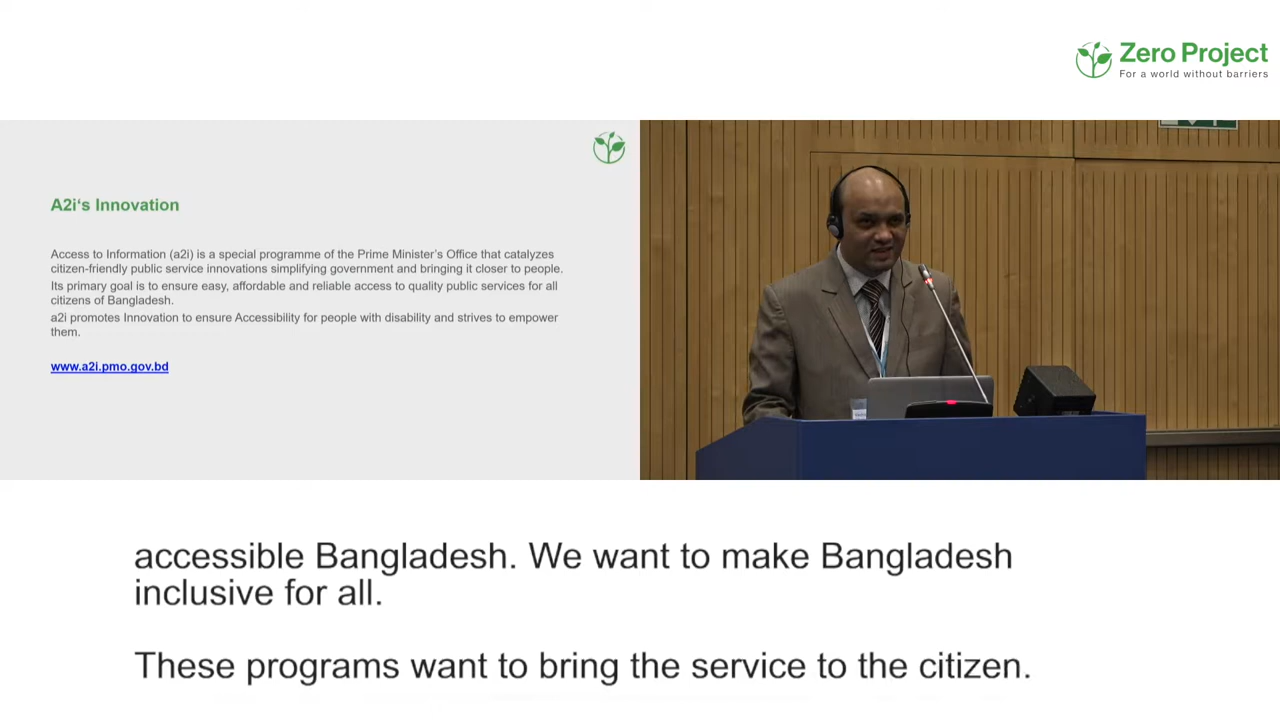 Zero Project
For a world without barriers
A2i‘s Innovation
Access to Information (a2i) is a special programme of the Prime Minister’s Office that catalyzes
citizen-friendly public service innovations simplifying government and bringing it closer to people.
Its primary goal is to ensure easy, affordable and reliable access to quality public services for all
citizens of Bangladesh.
a2i promotes Innovation to ensure Accessibility for people with disability and strives to empower
them.
www.a2i.pmo.gov.bd
accessible Bangladesh. We want to make Bangladesh
inclusive for all.
These programs want to bring the service to the citizen.